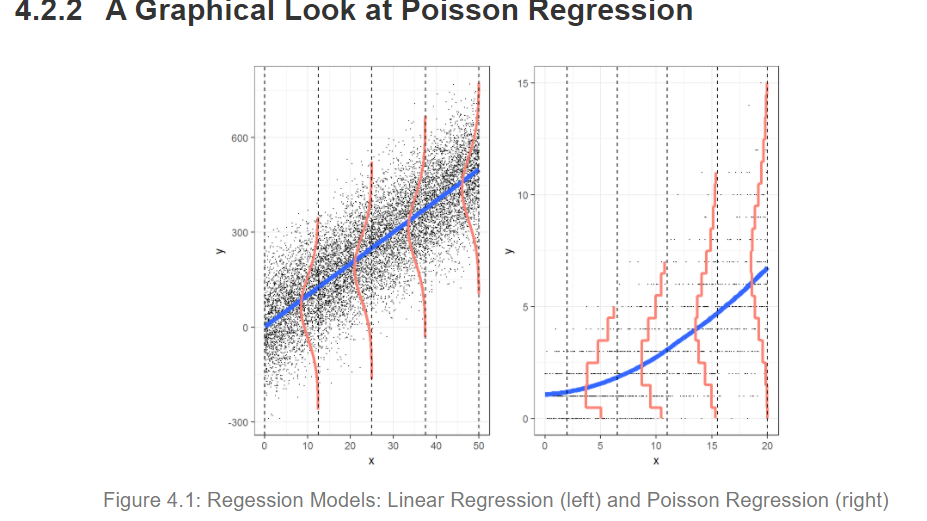 4.2.2 A Graphical Look at Poisson Regression
600
300
0
-300
y
0 10 20 30 40 50
x
15
10
5
0
y
0 5 10 15 20
x
Figure 4.1: Regession Models: Linear Regression (left) and Poisson Regression (right)